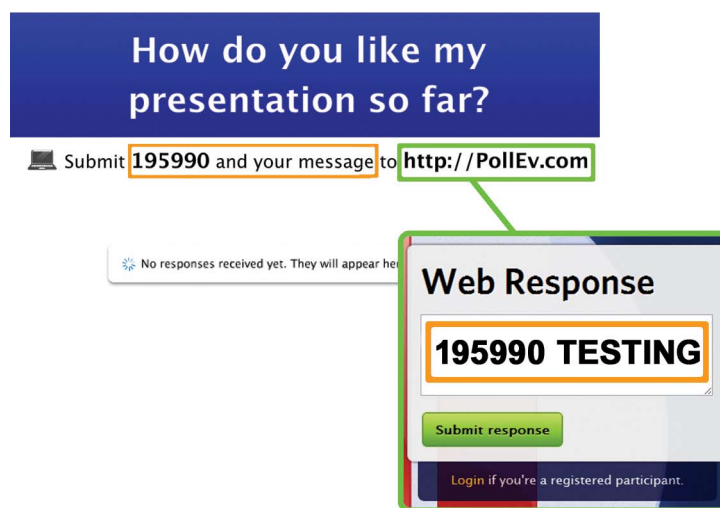 How do you like my
presentation so far?
Submit 195990 and your message to http://PollEv.com
No responses received yet. They will appear
Web Response
195990 TESTING
Submit response
Login if you're a registered participant.